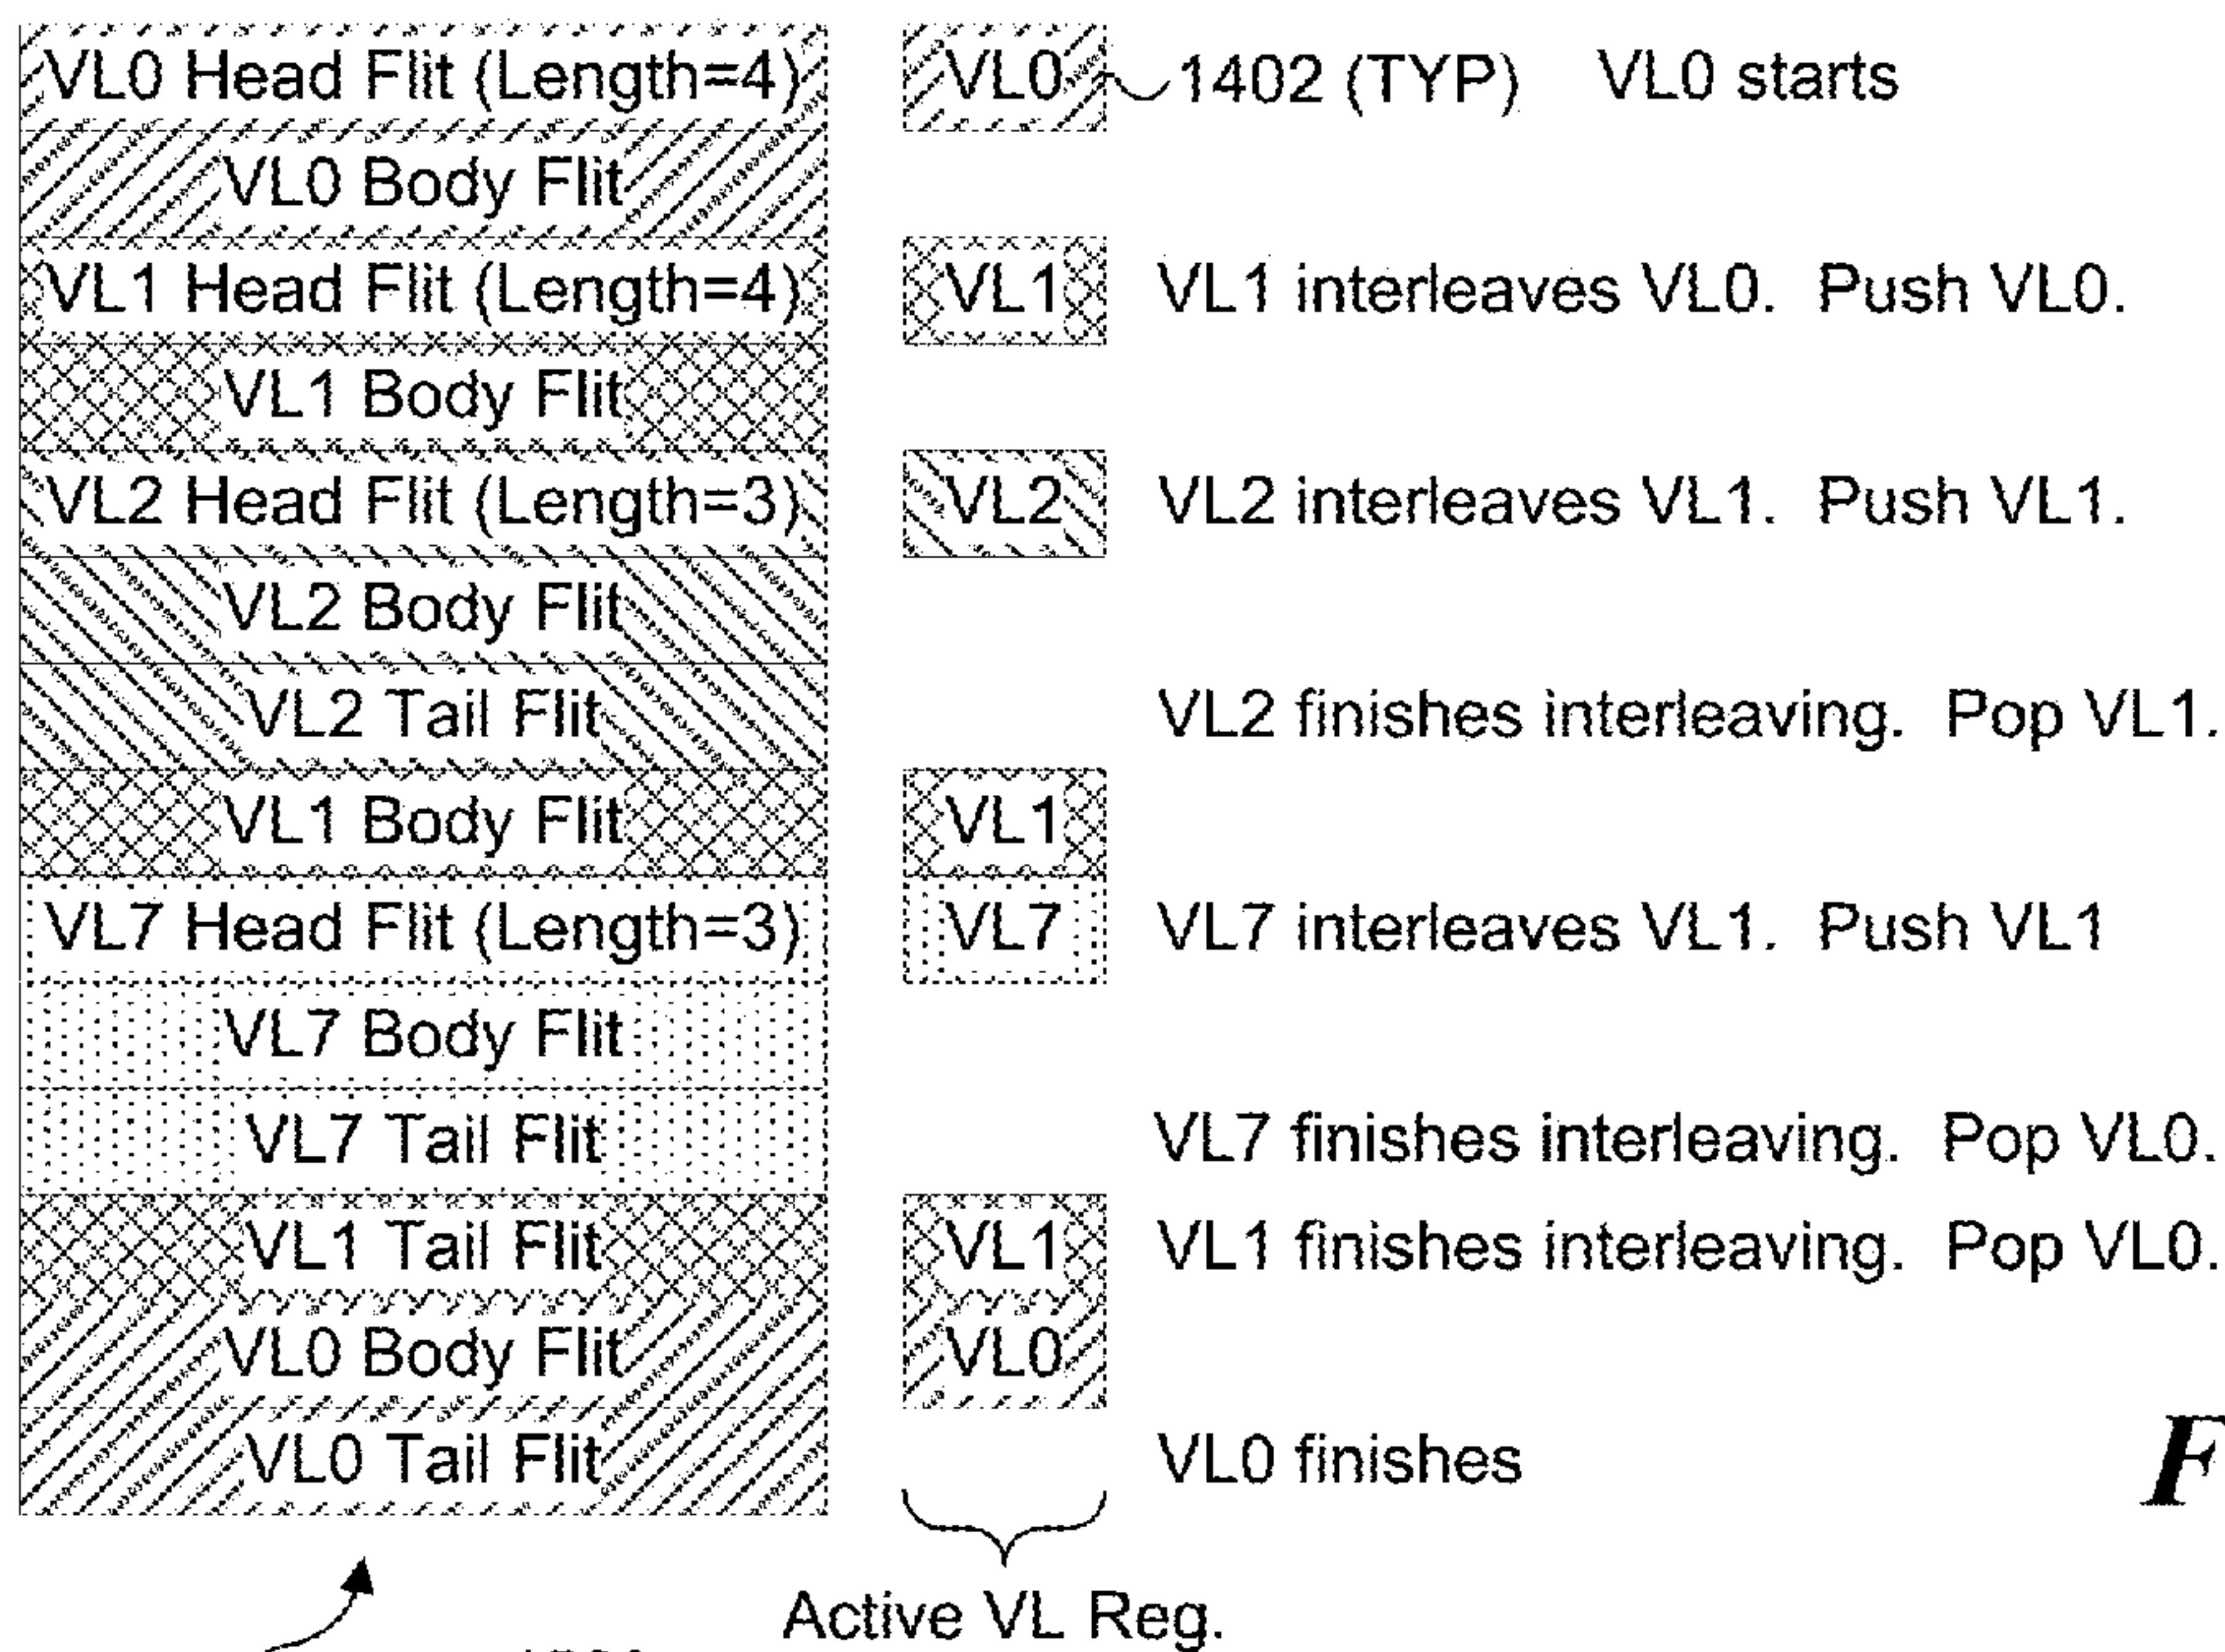 VL0 Head Flit (Length=4) VL0 1402 (TYP) VL0 starts
VL0 Body Flit
VL1 Head Flit (Length=4) VL1 VL1 interleaves VL0. Push VL0.
VL1 Body Flit
VL2 Head Flit (Length=3) VL2 VL2 interleaves VL1. Push VL1.
VL2 Body Flit
VL2 Tail Flit VL2 finishes interleaving. Pop VL1.
VL1 Body Flit VL1
VL7 Head Flit (Length=3) VL7 VL7 interleaves VL1. Push VL1
VL7 Body Flit
VL7 Tail Flit VL7 finishes interleaving. Pop VL0.
VL1 Tail Flit VL1 VL1 finishes interleaving. Pop VL0.
VL0 Body Flit VL0
VL0 Tail Flit VL0 finishes
F
Active VL Reg.